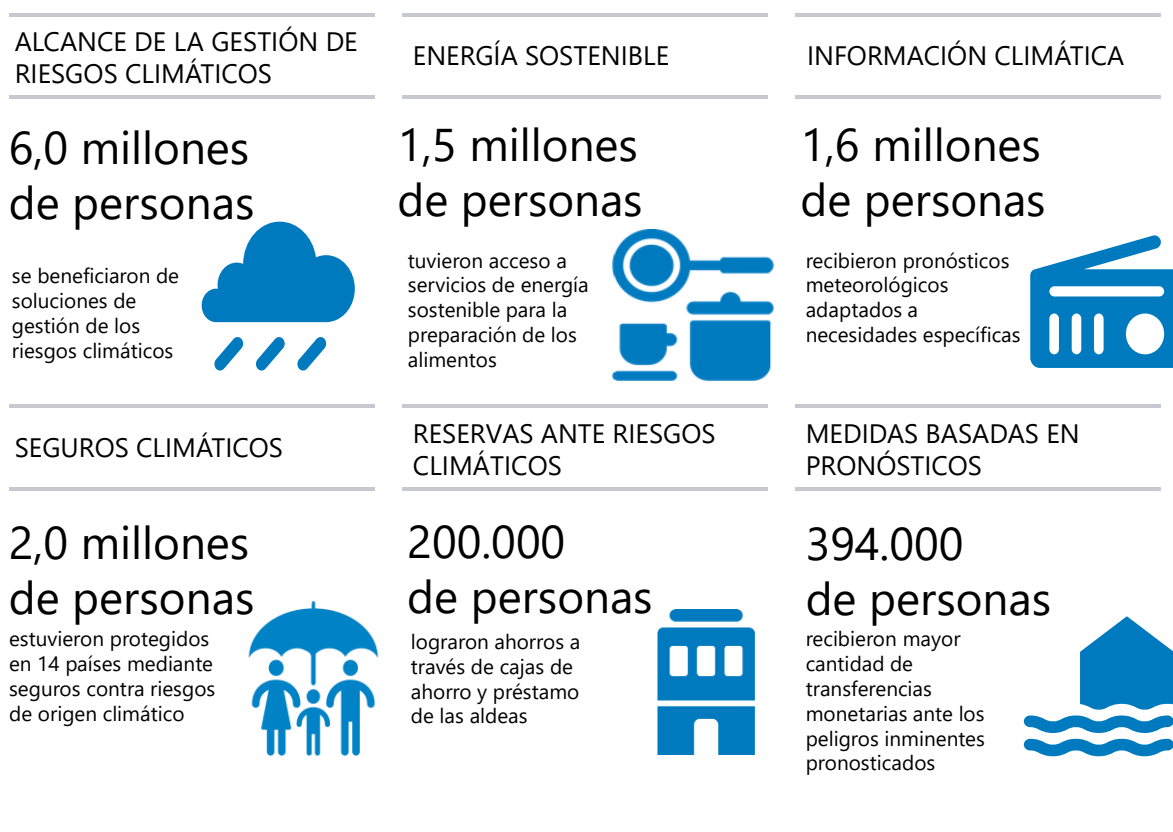 ALCANCE DE LA GESTIÓN DE
RIESGOS CLIMÁTICOS
6,0 millones
de personas
se beneficiaron de
soluciones de
gestión de los
riesgos climáticos
ENERGÍA SOSTENIBLE
1,5 millones
de personas
tuvieron acceso a
servicios de energía
sostenible para la
preparación de los
alimentos
INFORMACIÓN CLIMÁTICA
1,6 millones
de personas
recibieron pronósticos
meteorológicos
adaptados a
necesidades específicas
SEGUROS CLIMÁTICOS
2,0 millones
de personas
estuvieron protegidos
en 14 países mediante
seguros contra riesgos
de origen climático
RESERVAS ANTE RIESGOS
CLIMÁTICOS
200.000
de personas
lograron ahorros a
través de cajas de
ahorro y préstamo
de las aldeas
MEDIDAS BASADAS EN
PRONÓSTICOS
394.000
de personas
recibieron mayor
cantidad de
transferencias
monetarias ante los
peligros inminentes
pronosticados